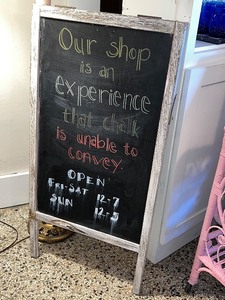 Our shop
is an
experience
that chalk
is unable to
convey.
OPEN
FRI-SAT 12-7
SUN 12-5